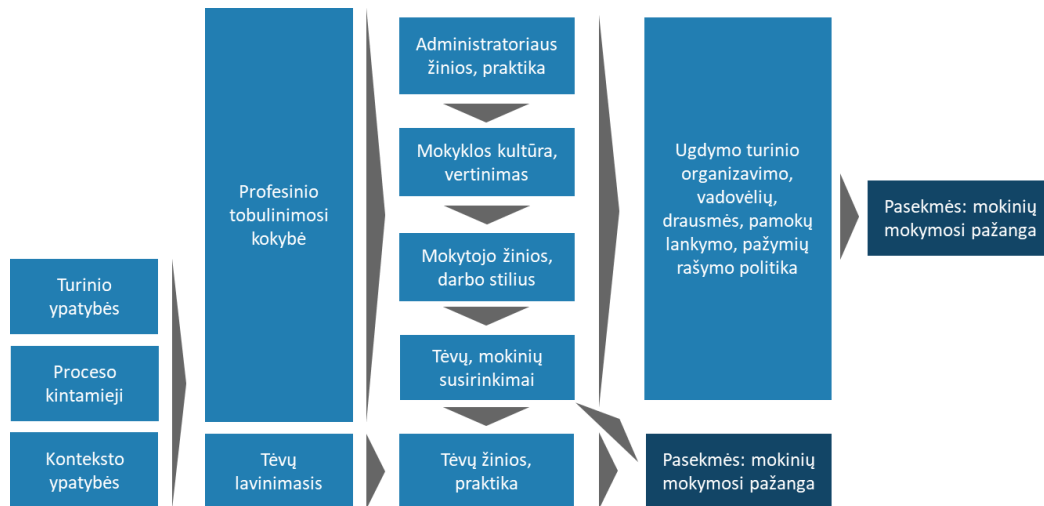 Turinio
ypatybės
Proceso
kintamieji
Konteksto
ypatybės
Profesinio
tobulinimosi
kokybė
Tėvų
lavinimasis
Administratoriaus
žinios, praktika
Mokyklos kultūra,
vertinimas
Mokytojo žinios,
darbo stilius
Tėvų, mokinių
susirinkimai
Tėvų žinios,
praktika
Ugdymo turinio
organizavimo,
vadovėlių,
drausmės, pamokų
lankymo, pažymių
rašymo politika
Pasekmės: mokinių
mokymosi pažanga
Pasekmės: mokinių
mokymosi pažanga